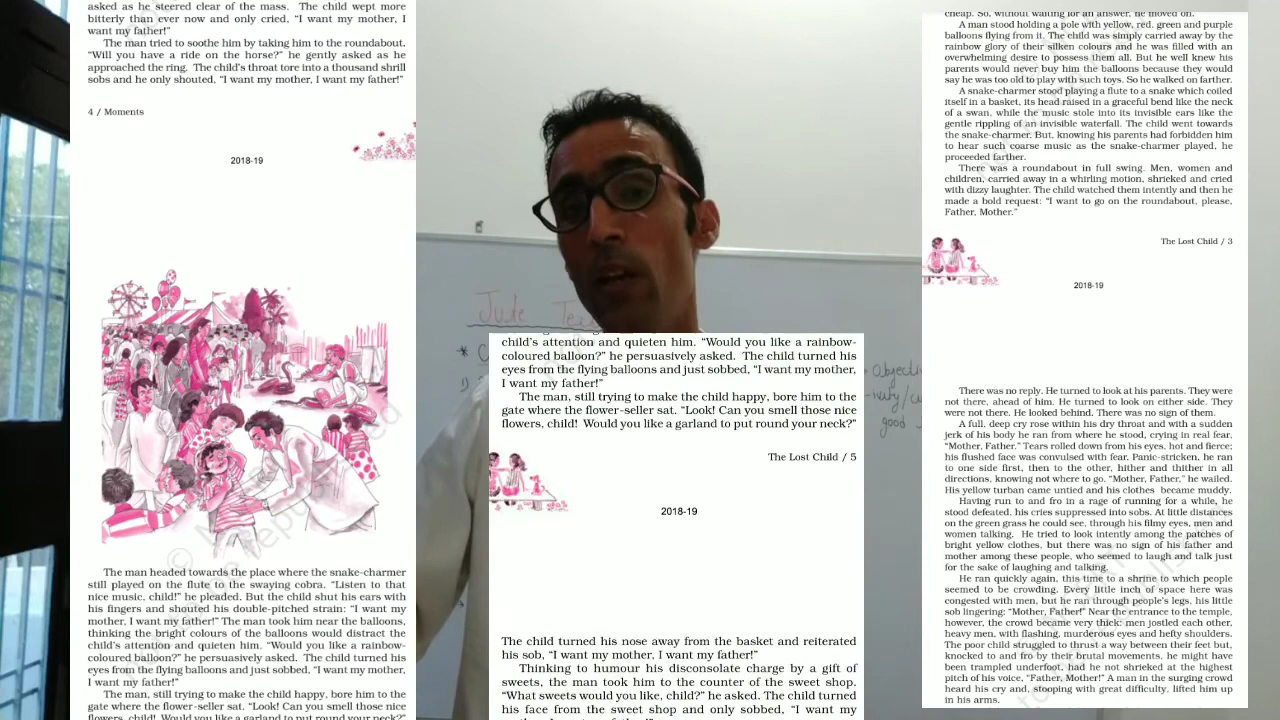 asked as he steered clear of the mass. The child wept more
bitterly than ever now and only cried, “I want my mother, I
want my father!”
The man tried to soothe him by taking him to the roundabout.
“Will you have a ride on the horse?” he gently asked as he
approached the ring. The child's throat tore into a thousand shrill
sobs and he only shouted, “I want my mother, I want my father!”
4 / Moments
2018-19
The man headed towards the place where the snake-charmer
still played on the flute to the swaying cobra. “Listen to that
nice music, child!” he pleaded. But the child shut his ears with
his fingers and shouted his double-pitched strain: “I want my
mother, I want my father!” The man took him near the balloons,
thinking the bright colours of the balloons would distract the
child's attention and quieten him. “Would you like a rainbow-
coloured balloon?” he persuasively asked. The child turned his
eyes from the flying balloons and just sobbed, “I want my mother,
I want my father!”
The man, still trying to make the child happy, bore him to the
gate where the flower-seller sat. “Look! Can you smell those nice
flowers, child! Would you like a garland to put round your neck?”
Jude Tex
child's attention and quieten him. “Would you like a rainbow-
coloured balloon?” he persuasively asked. The child turned his
eyes from the flying balloons and just sobbed, “I want my mother,
I want my father!”
The man, still trying to make the child happy, bore him to the
gate where the flower-seller sat. “Look! Can you smell those nice
flowers, child! Would you like a garland to put round your neck?”
The Lost Child / 5
2018-19
The child turned his nose away from the basket and reiterated
his sob, “I want my mother, I want my father!”
Thinking to humour his disconsolate charge by a gift of
sweets, the man took him to the counter of the sweet shop.
“What sweets would you like, child?” he asked. The child turned
his face from the sweet shop and only sobbed, “I want my
good
cheap. So, without waiting for an answer, he moved on.
A man stood holding a pole with yellow, red, green and purple
balloons flying from it. The child was simply carried away by the
rainbow glory of their silken colours and he was filled with an
overwhelming desire to possess them all. But he well knew his
parents would never buy him the balloons because they would
say he was too old to play with such toys. So he walked on farther.
A snake-charmer stood playing a flute to a snake which coiled
itself in a basket, its head raised in a graceful bend like the neck
of a swan, while the music stole into its invisible ears like the
gentle rippling of an invisible waterfall. The child went towards
the snake-charmer. But, knowing his parents had forbidden him
to hear such coarse music as the snake-charmer played, he
proceeded farther.
There was a roundabout in full swing. Men, women and
children, carried away in a whirling motion, shrieked and cried
with dizzy laughter. The child watched them intently and then he
made a bold request: “I want to go on the roundabout, please,
Father, Mother.”
The Lost Child / 3
2018-19
There was no reply. He turned to look at his parents. They were
not there, ahead of him. He turned to look on either side. They
were not there. He looked behind. There was no sign of them.
A full, deep cry rose within his dry throat and with a sudden
jerk of his body he ran from where he stood, crying in real fear,
“Mother, Father.” Tears rolled down from his eyes, hot and fierce;
his flushed face was convulsed with fear. Panic-stricken, he ran
to one side first, then to the other, hither and thither in all
directions, knowing not where to go. “Mother, Father,” he wailed.
His yellow turban came untied and his clothes became muddy.
Having run to and fro in a rage of running for a while, he
stood defeated, his cries suppressed into sobs. At little distances
on the green grass he could see, through his filmy eyes, men and
women talking. He tried to look intently among the patches of
bright yellow clothes, but there was no sign of his father and
mother among these people, who seemed to laugh and talk just
for the sake of laughing and talking.
He ran quickly again, this time to a shrine to which people
seemed to be crowding. Every little inch of space here was
congested with men, but he ran through people's legs, his little
sob lingering: “Mother, Father!” Near the entrance to the temple,
however, the crowd became very thick: men jostled each other,
heavy men, with flashing, murderous eyes and hefty shoulders.
The poor child struggled to thrust a way between their feet but,
knocked to and fro by their brutal movements, he might have
been trampled underfoot, had he not shrieked at the highest
pitch of his voice, “Father, Mother!” A man in the surging crowd
heard his cry and, stooping with great difficulty, lifted him up
in his arms.